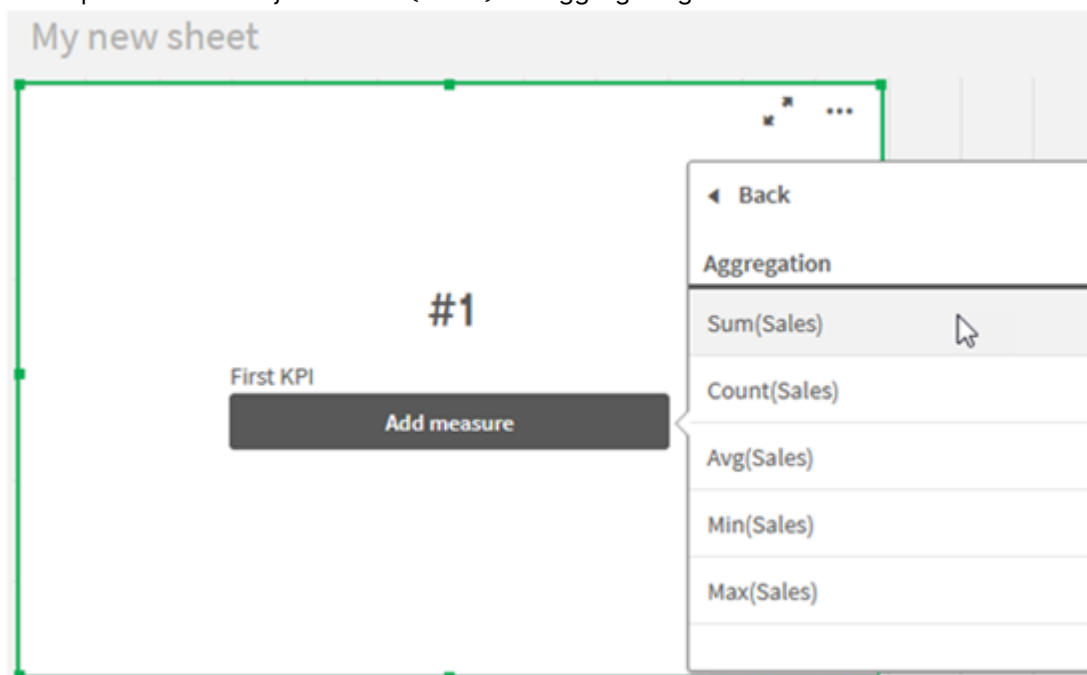 My new sheet
Back
Aggregation
#1
Sum(Sales)
First KPI
Count(Sales)
Add measure
Avg(Sales)
Min(Sales)
Max(Sales)